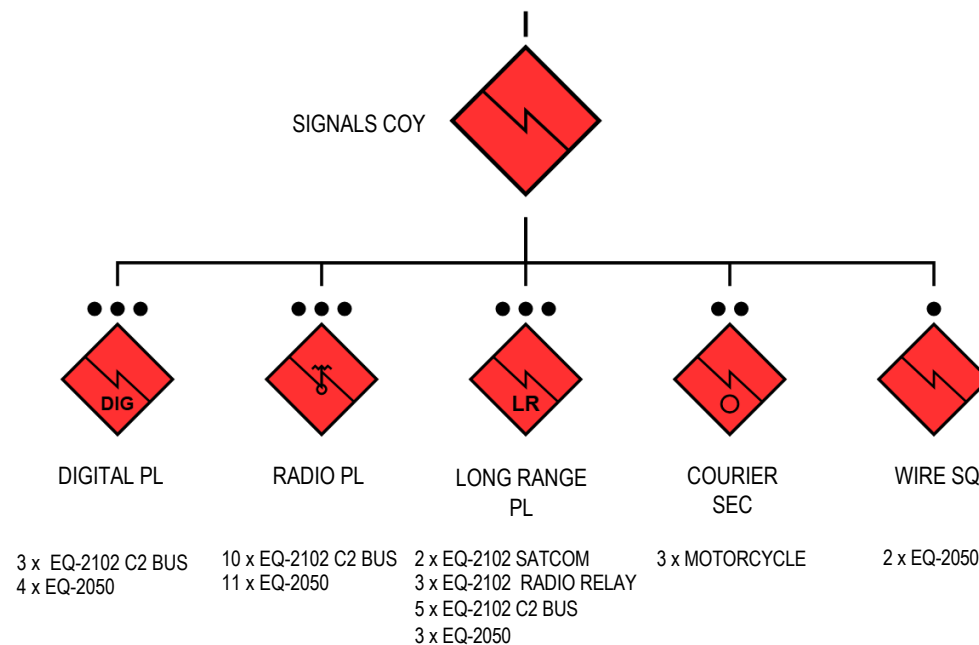 SIGNALS COY
DIG
LR
DIGITAL PL
RADIO PL
LONG RANGE
PL
COURIER
SEC
WIRE SQ
3 x EQ-2102 C2 BUS
4 x EQ-2050
10 x EQ-2102 C2 BUS
11 x EQ-2050
2 x EQ-2102 SATCOM
3 x EQ-2102 RADIO RELAY
5 x EQ-2102 C2 BUS
3 x EQ-2050
3 x MOTORCYCLE
2 x EQ-2050